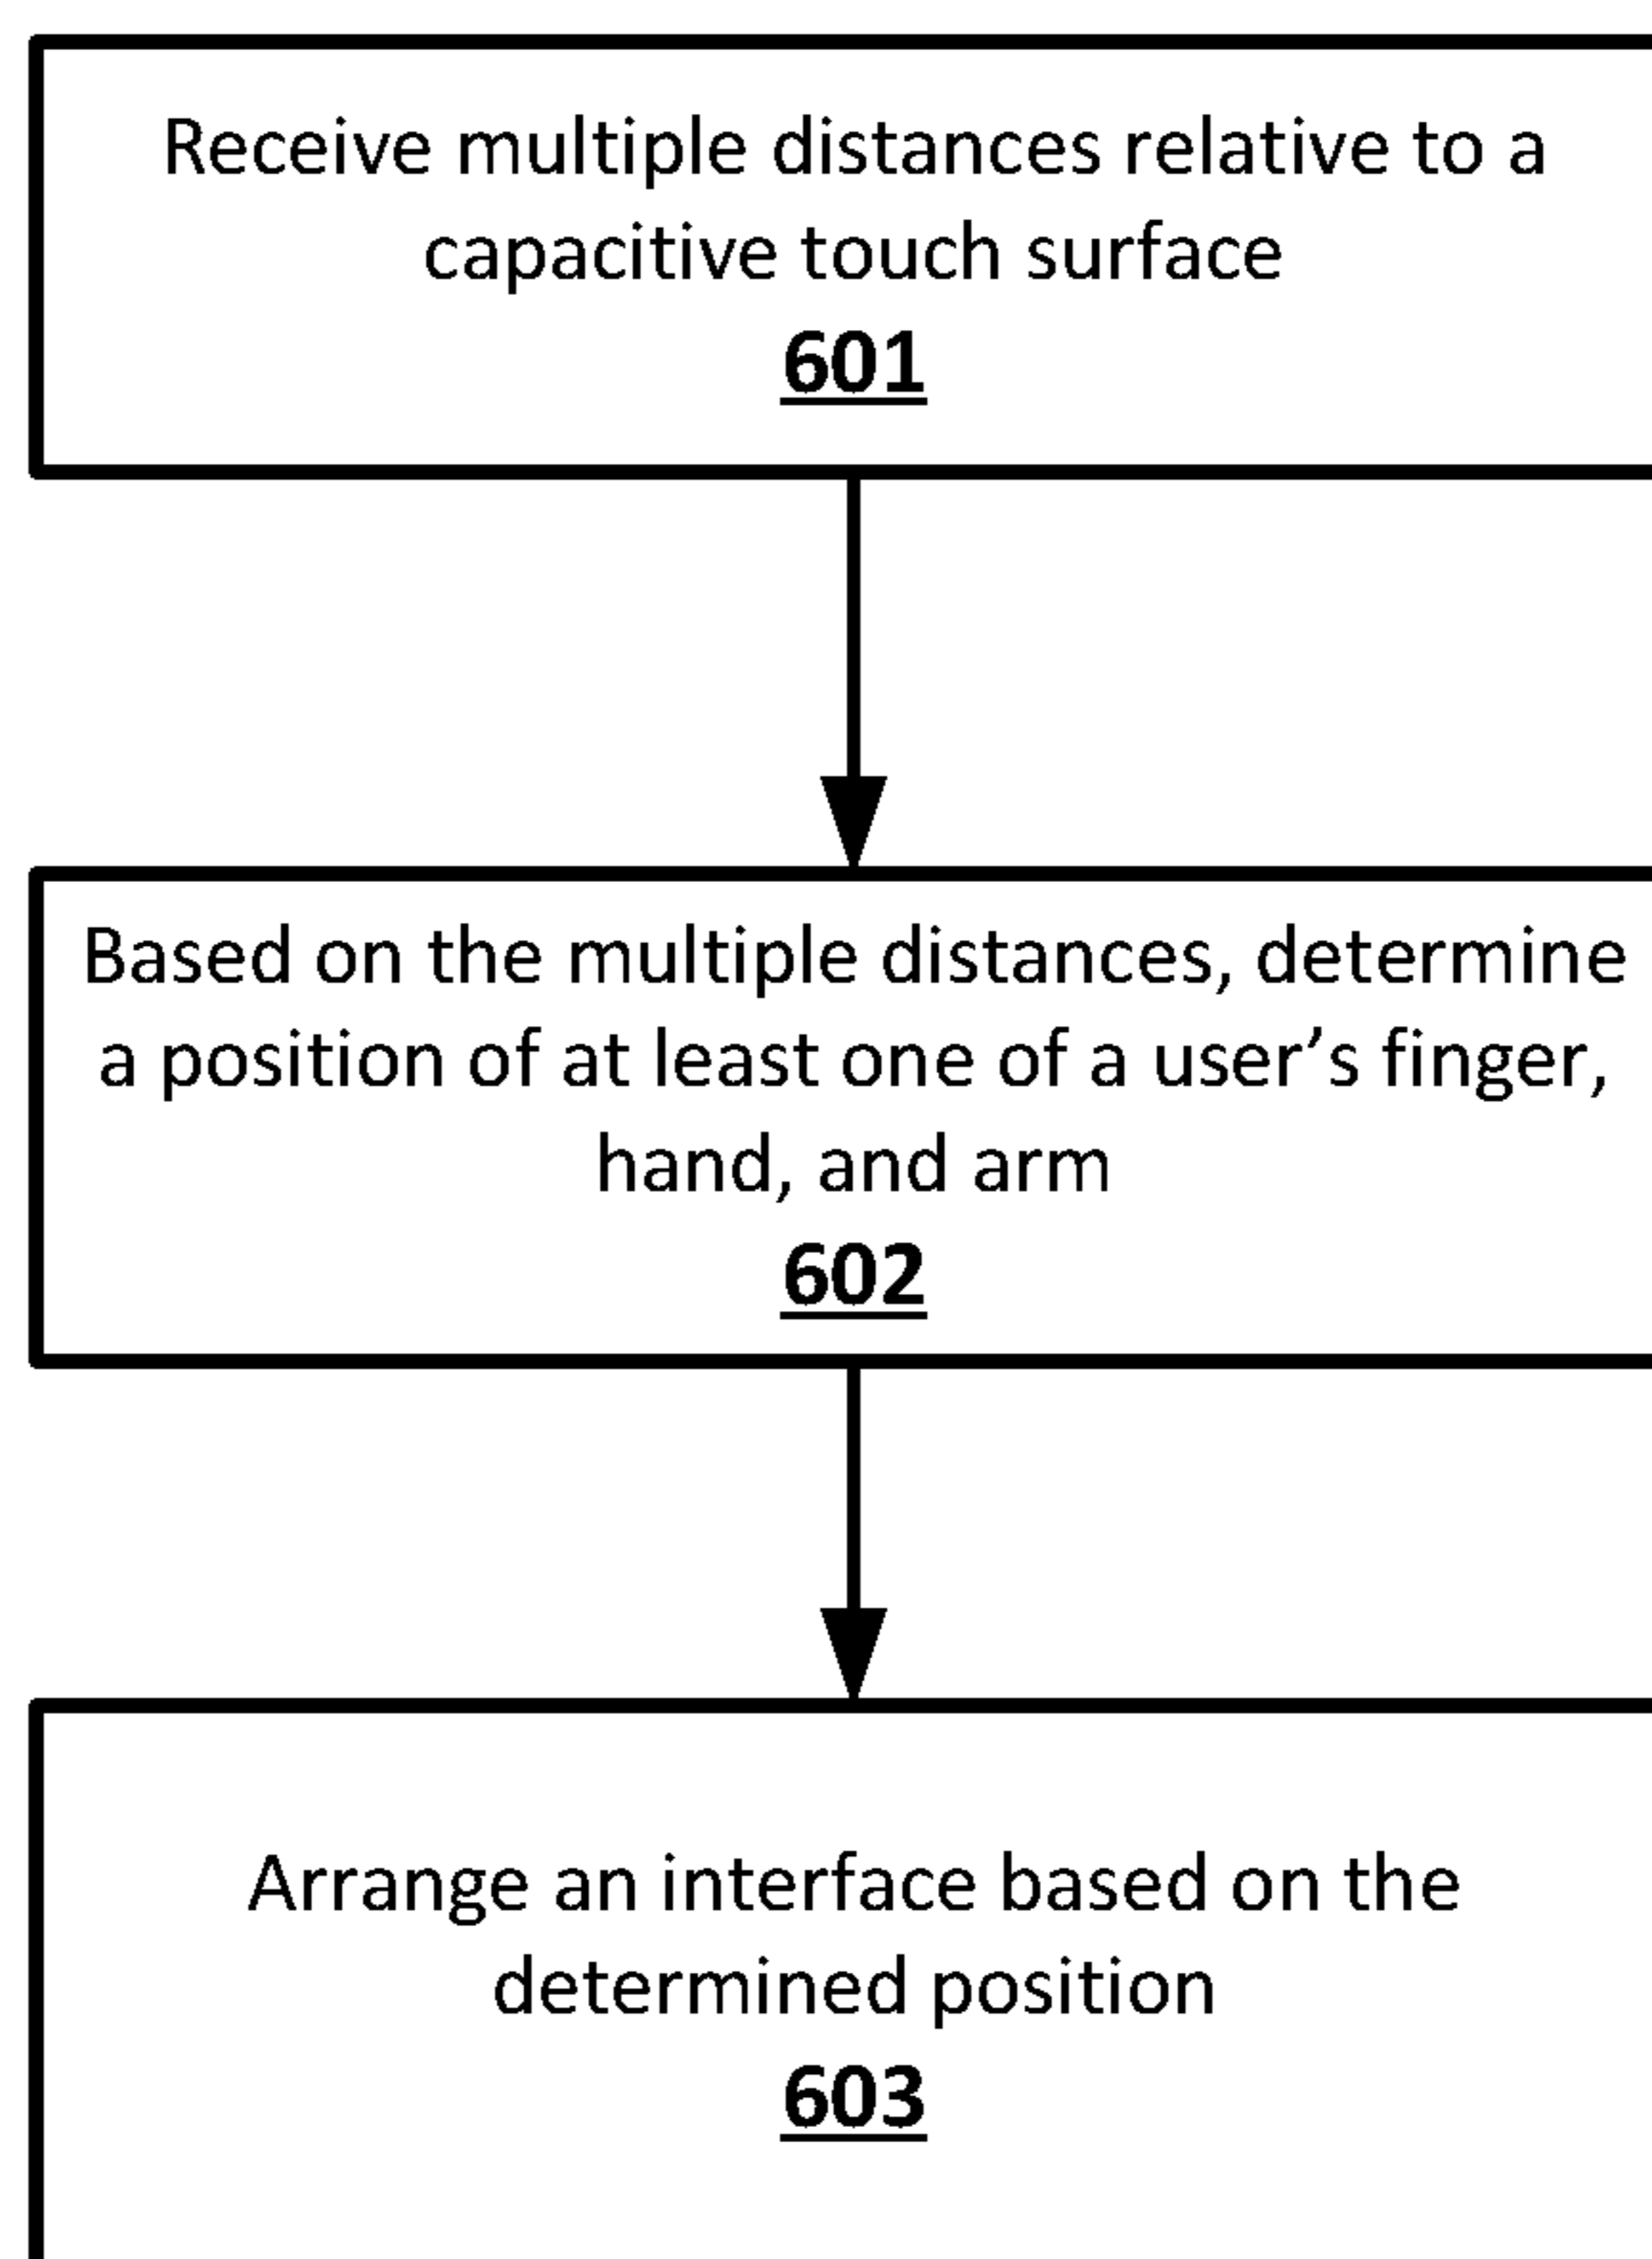 Receive multiple distances relative to a
capacitive touch surface
601
Based on the multiple distances, determine
a position of at least one of a user’s finger,
hand, and arm
602
Arrange an interface based on the
determined position
603